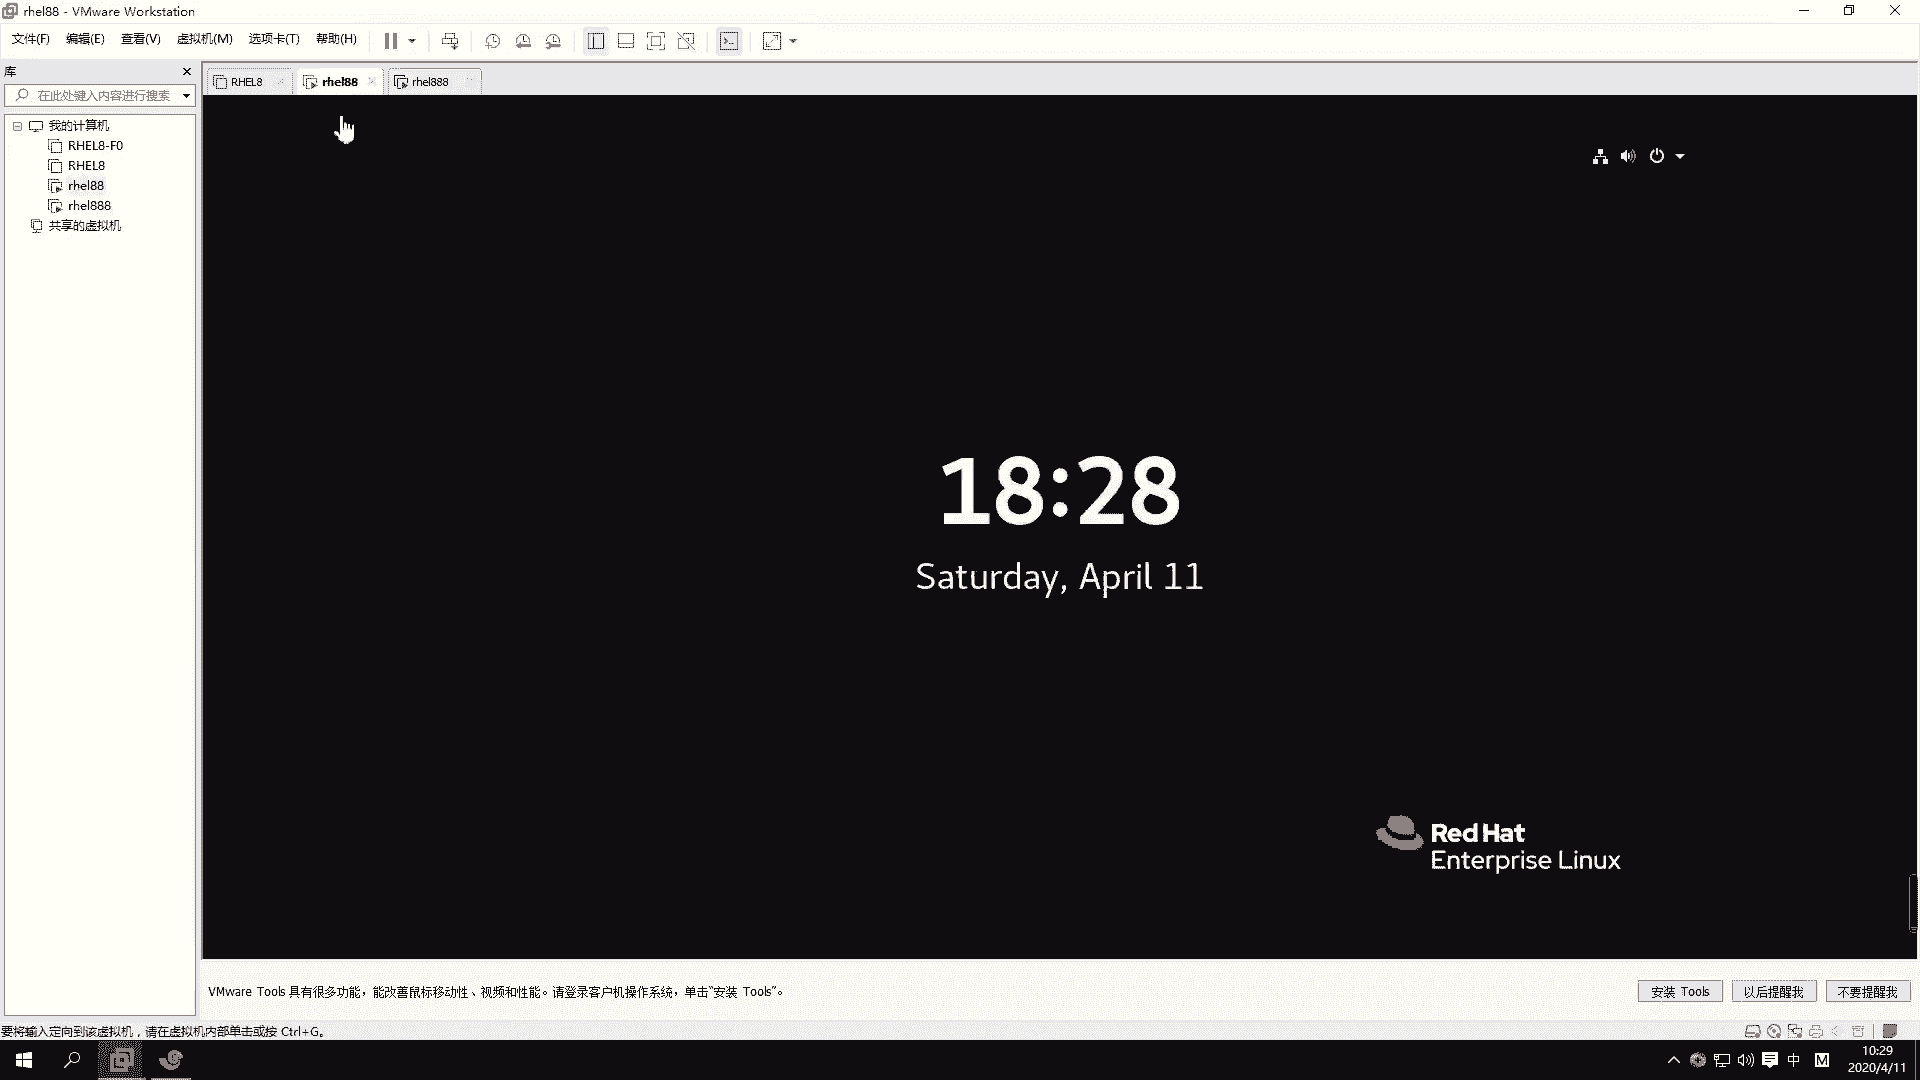 rhel88 - VMware Workstation
文件(F) 编辑(E) 查看(V) 虚拟机(M) 选项卡(T) 帮助(H)
库
在此处键入内容进行搜索
我的计算机
RHEL8-F0
RHEL8
rhel88
rhel888
共享的虚拟机
RHEL8 rhel88 rhel888
18:28
Saturday, April 11
Red Hat
Enterprise Linux
VMware Tools 具有很多功能，能改善鼠标移动性、视频和性能。请登录客户机操作系统，单击“安装 Tools”。
安装 Tools 以后提醒我 不要提醒我
要将输入定向到该虚拟机，请在虚拟机内部单击或按 Ctrl+G。
中 M
10:29
2020/4/11